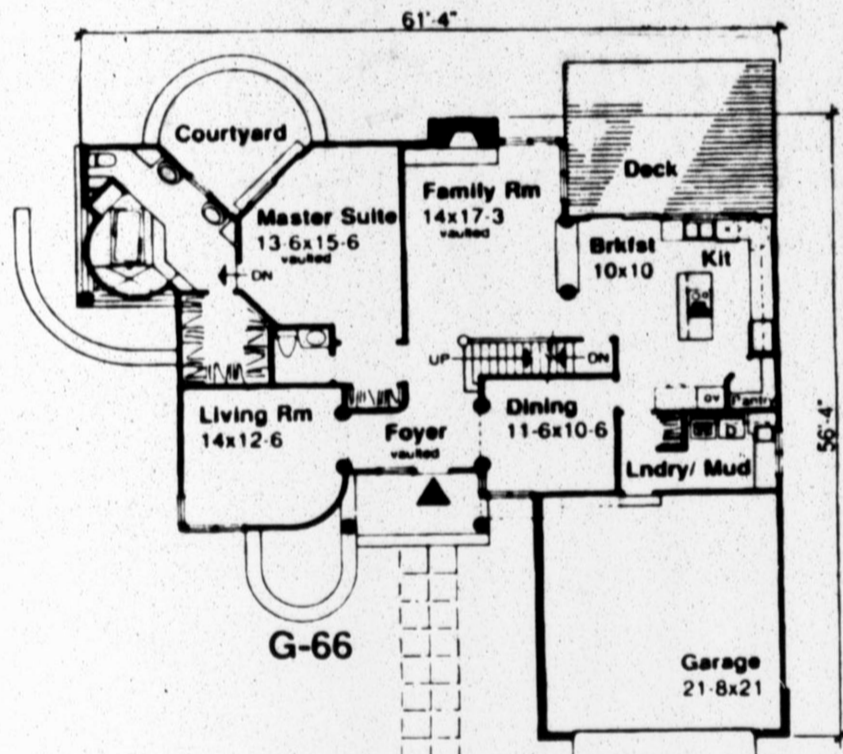 61'-4"
Courtyard
Family Rm
14x17-3
vaulted
Deck
Master Suite
13-6x15-6
vaulted
Brkfst
10x10
Kit
DN
UP
DN
Living Rm
14x12-6
Foyer
vaulted
Dining
11-6x10-6
ov
Pantry
W
D
Lndry/ Mud
56'-4"
G-66
Garage
21-8x21